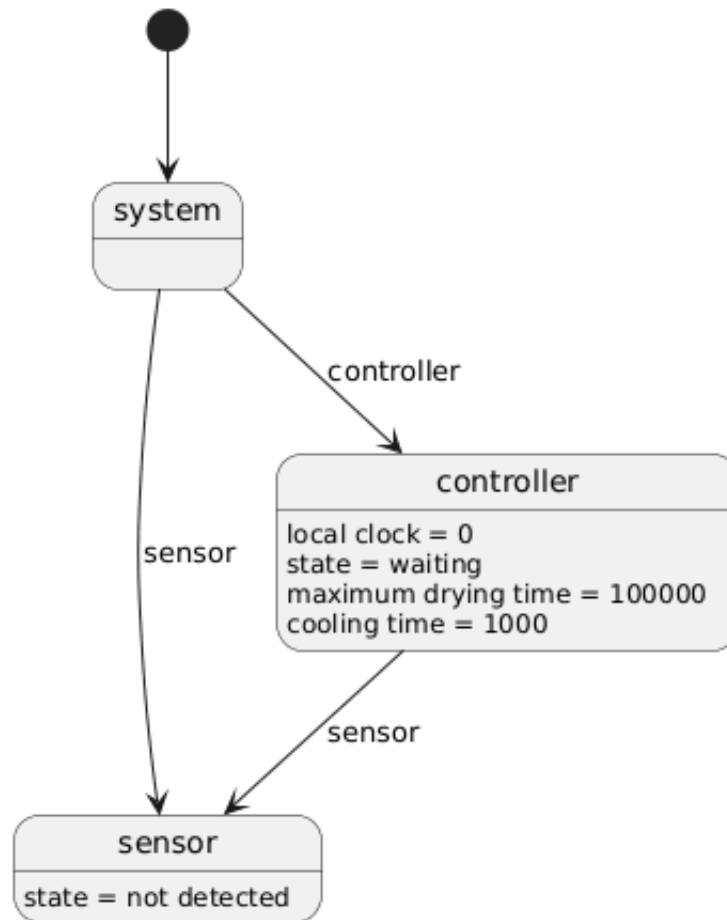 system
controller
controller
local clock = 0
state = waiting
maximum drying time = 100000
cooling time = 1000
sensor
sensor
sensor
state = not detected